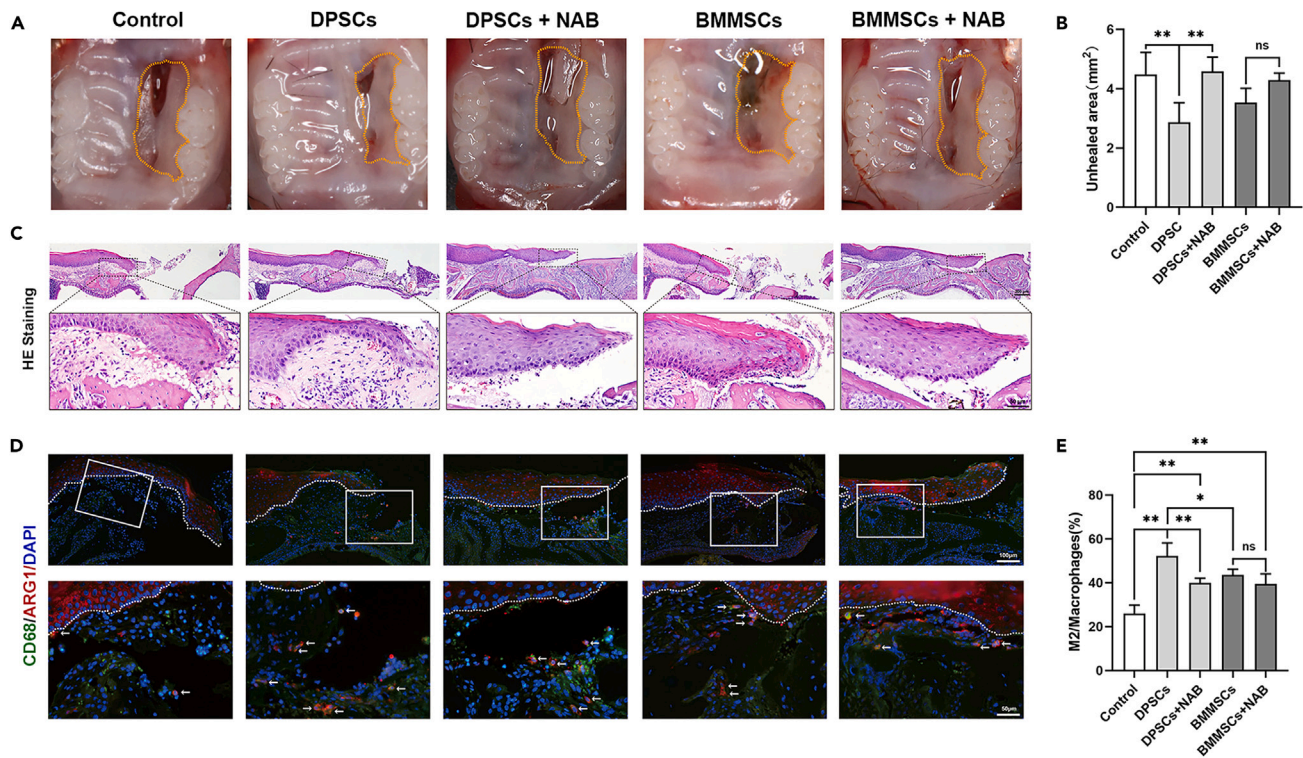 A
Control
DPSCs
DPSCs + NAB
BMMSCs
BMMSCs + NAB
B
Unhealed area(mm²)
6
4
2
0
**
**
ns
Control
DPSC
DPSCs+NAB
BMMSCs
BMMSCs+NAB
C
HE Staining
50 μm
D
CD68/ARG1/DAPI
100μm
50μm
E
M2/Macrophages(%)
80
60
40
20
0
**
**
*
**
**
ns
Control
DPSCs
DPSCs+NAB
BMMSCs
BMMSCs+NAB